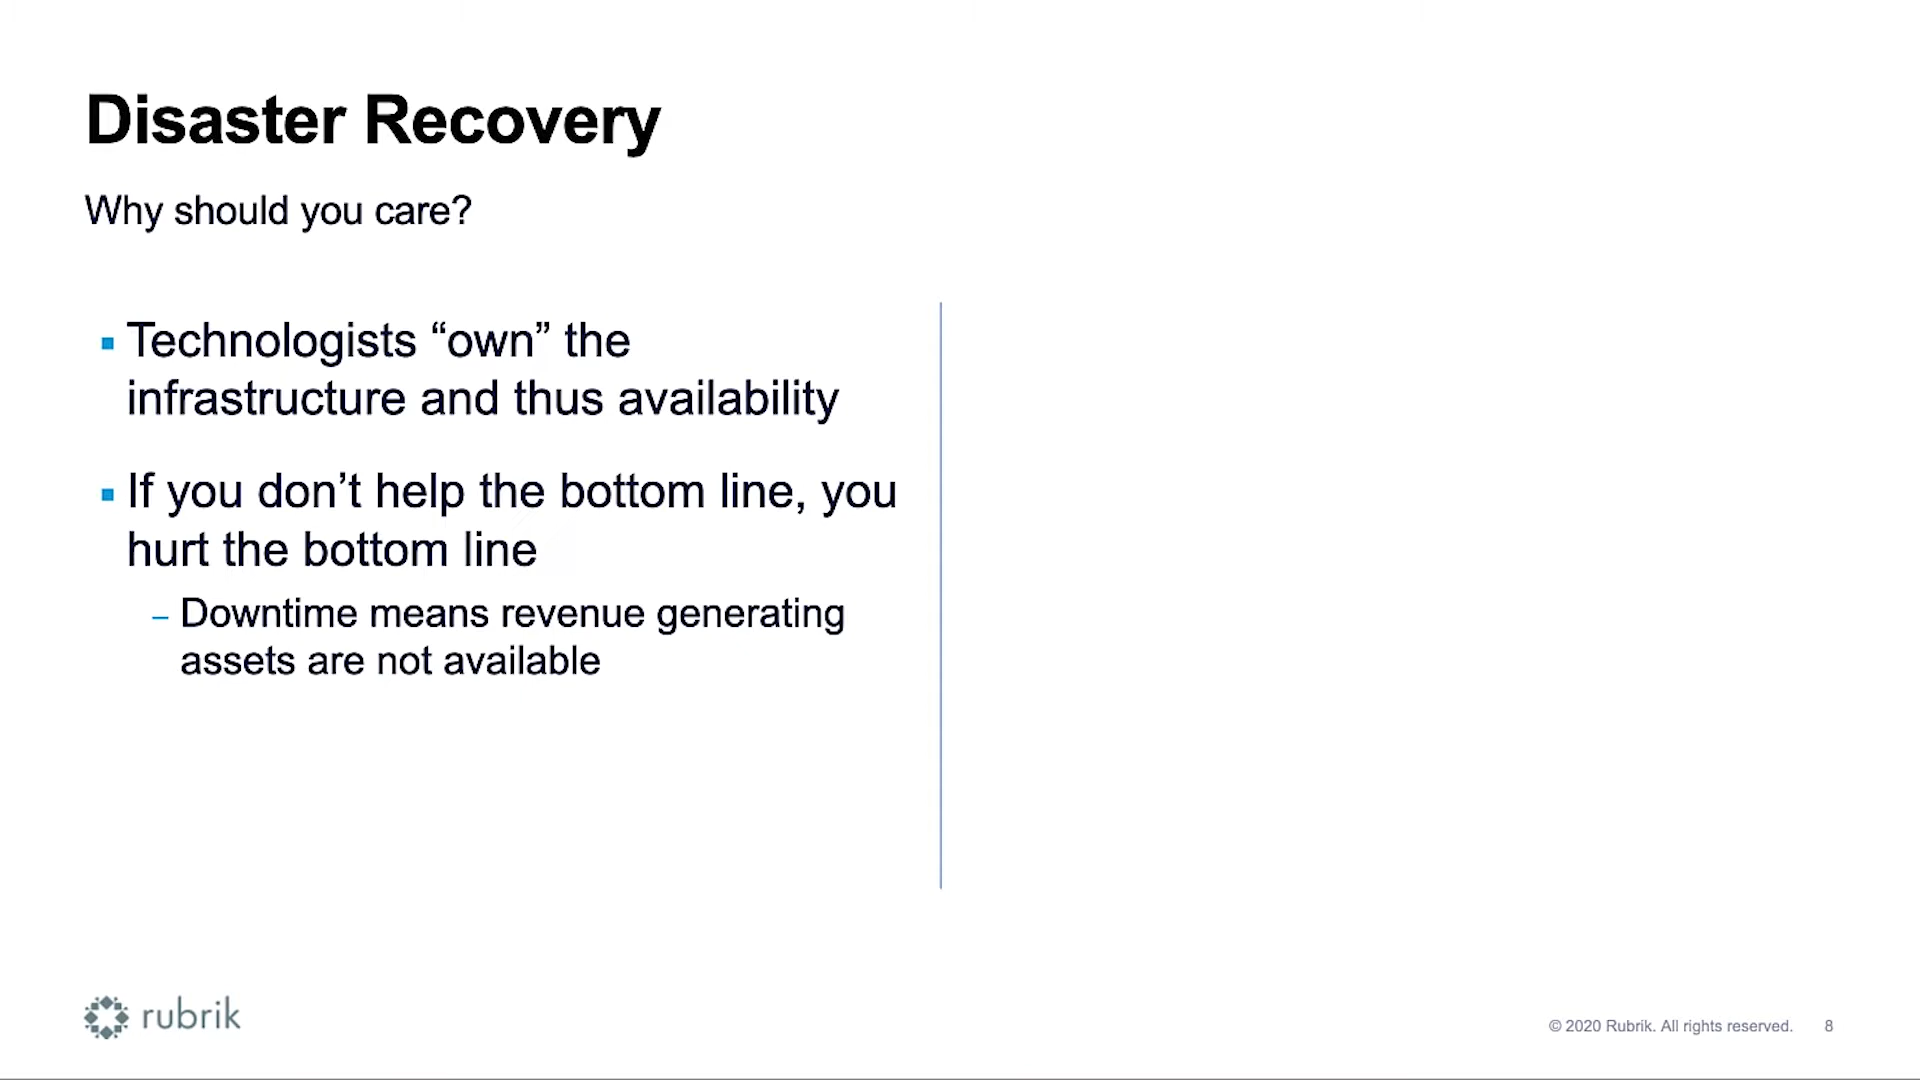 Disaster Recovery
Why should you care?
▪ Technologists “own” the
infrastructure and thus availability
▪ If you don’t help the bottom line, you
hurt the bottom line
– Downtime means revenue generating
assets are not available
rubrik
© 2020 Rubrik. All rights reserved. 8